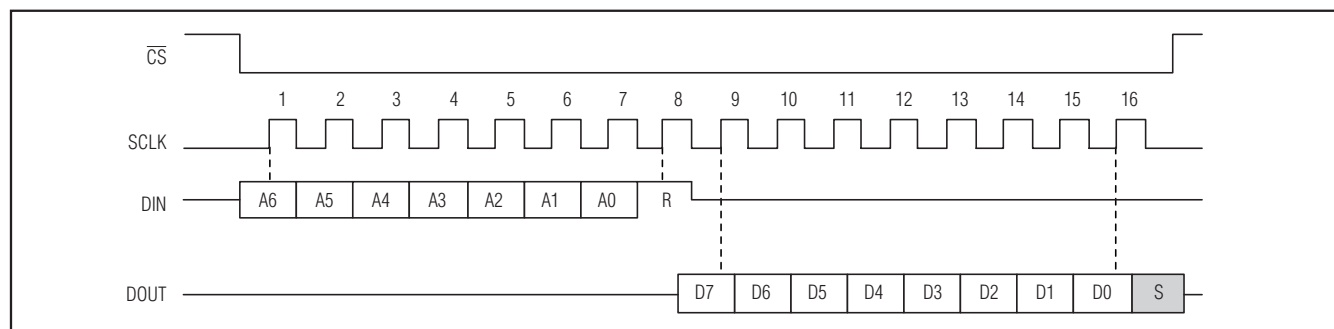 C̅S̅
1 2 3 4 5 6 7 8 9 10 11 12 13 14 15 16
SCLK
DIN A6 A5 A4 A3 A2 A1 A0 R
DOUT D7 D6 D5 D4 D3 D2 D1 D0 S